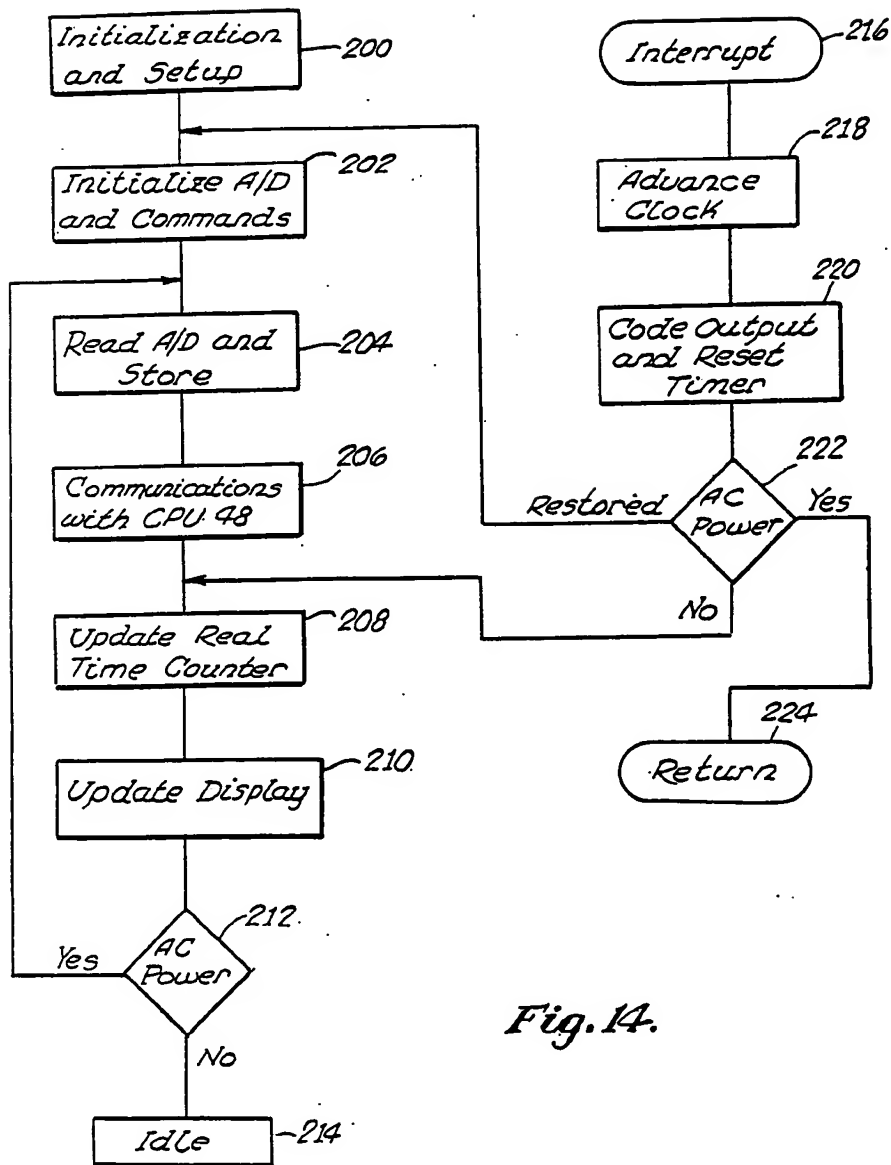 Initialization
and Setup
200
Initialize A/D
and Commands
202
Read A/D and
Store
204
Communications
with CPU 48
206
Update Real
Time Counter
208
Update Display
210
AC
Power
212
Yes
No
Idle
214
Interrupt
216
Advance
Clock
218
Code Output
and Reset
Timer
220
AC
Power
222
Restored
Yes
No
Return
224
Fig. 14.